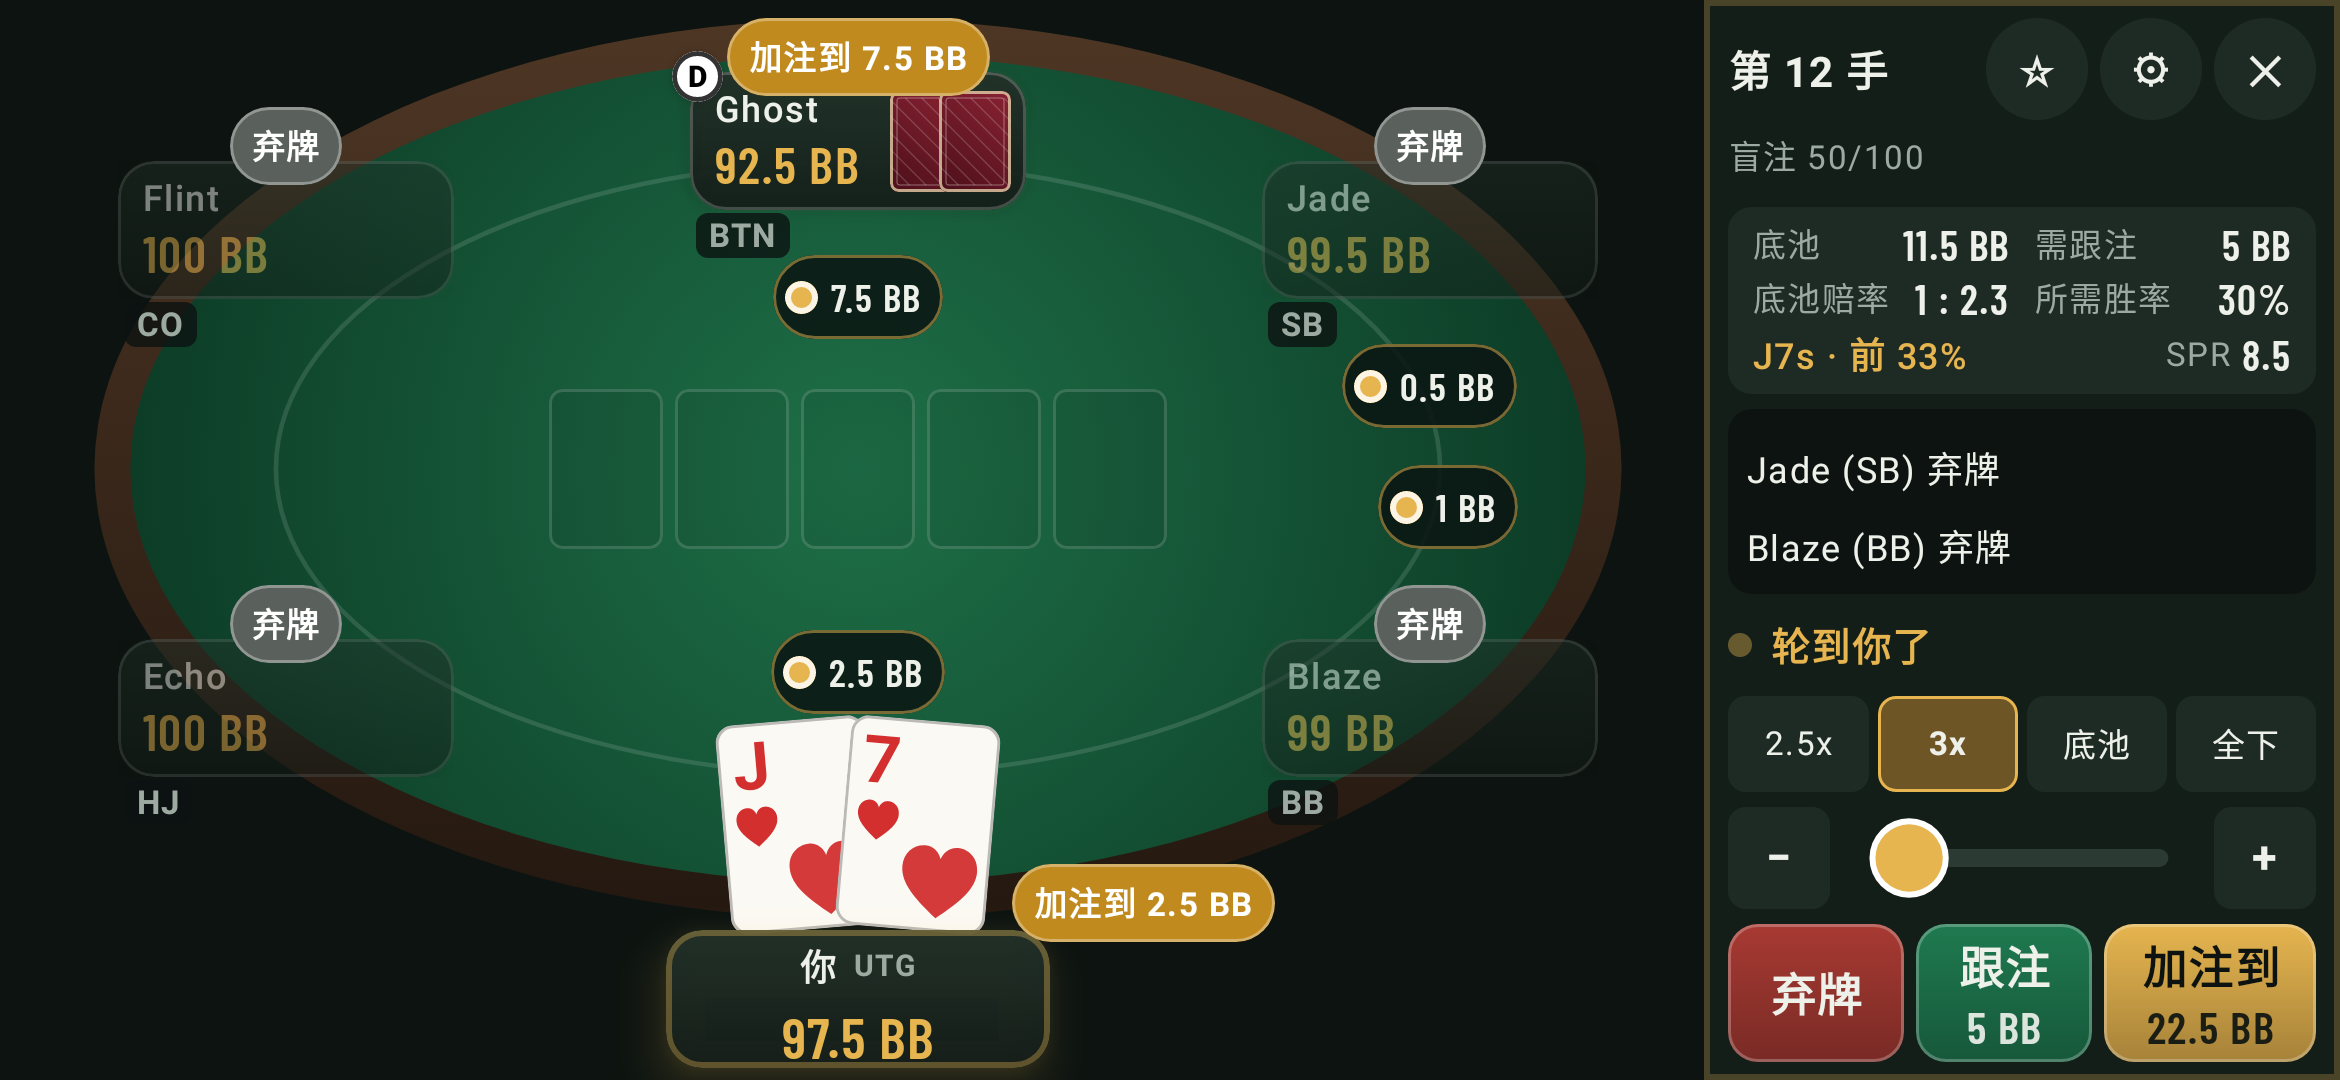 加注到 7.5 BB
D
Ghost
92.5 BB
BTN
7.5 BB
弃牌
Flint
100 BB
CO
弃牌
Jade
99.5 BB
SB
0.5 BB
1 BB
弃牌
Echo
100 BB
HJ
弃牌
Blaze
99 BB
BB
2.5 BB
J
7
加注到 2.5 BB
你 UTG
97.5 BB
第 12 手
盲注 50/100
底池 11.5 BB 需跟注 5 BB
底池赔率 1 : 2.3 所需胜率 30%
J7s · 前 33% SPR 8.5
Jade (SB) 弃牌
Blaze (BB) 弃牌
轮到你了
2.5x 3x 底池 全下
− +
弃牌
跟注
5 BB
加注到
22.5 BB